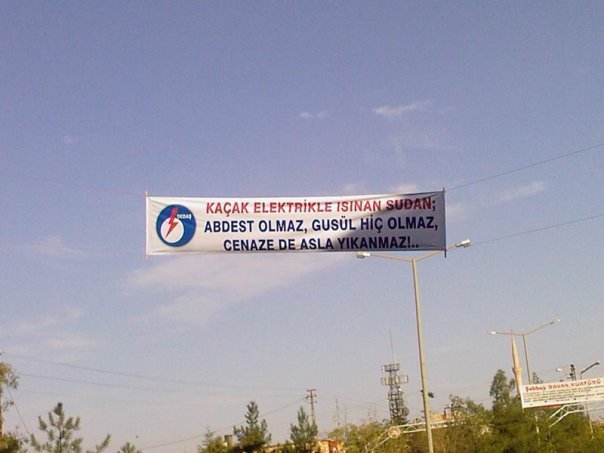 KAÇAK ELEKTRİKLE ISINAN SUDAN;
ABDEST OLMAZ, GUSÜL HİÇ OLMAZ,
CENAZE DE ASLA YIKANMAZ!..